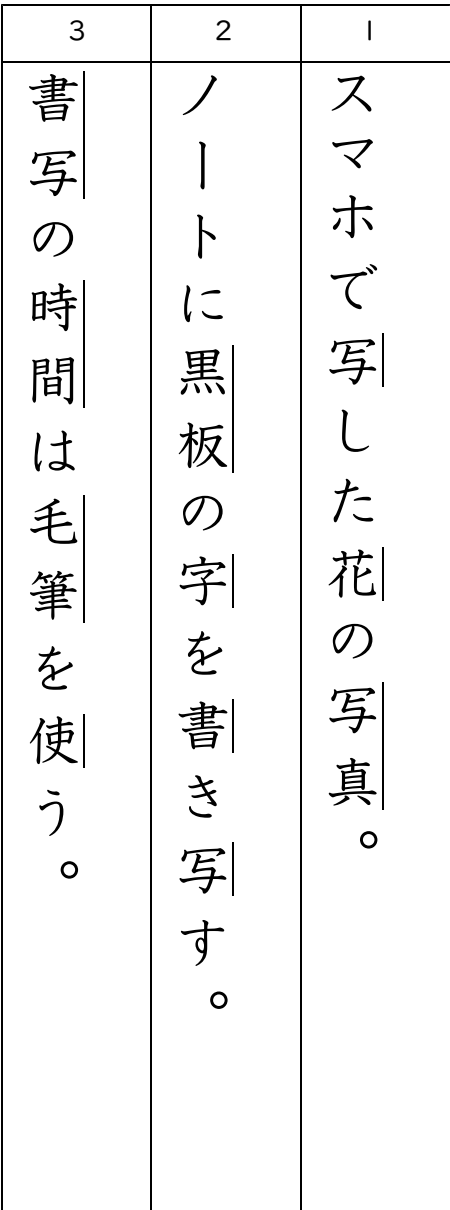 1
スマホで写した花の写真。
2
ノートに黒板の字を書き写す。
3
書写の時間は毛筆を使う。